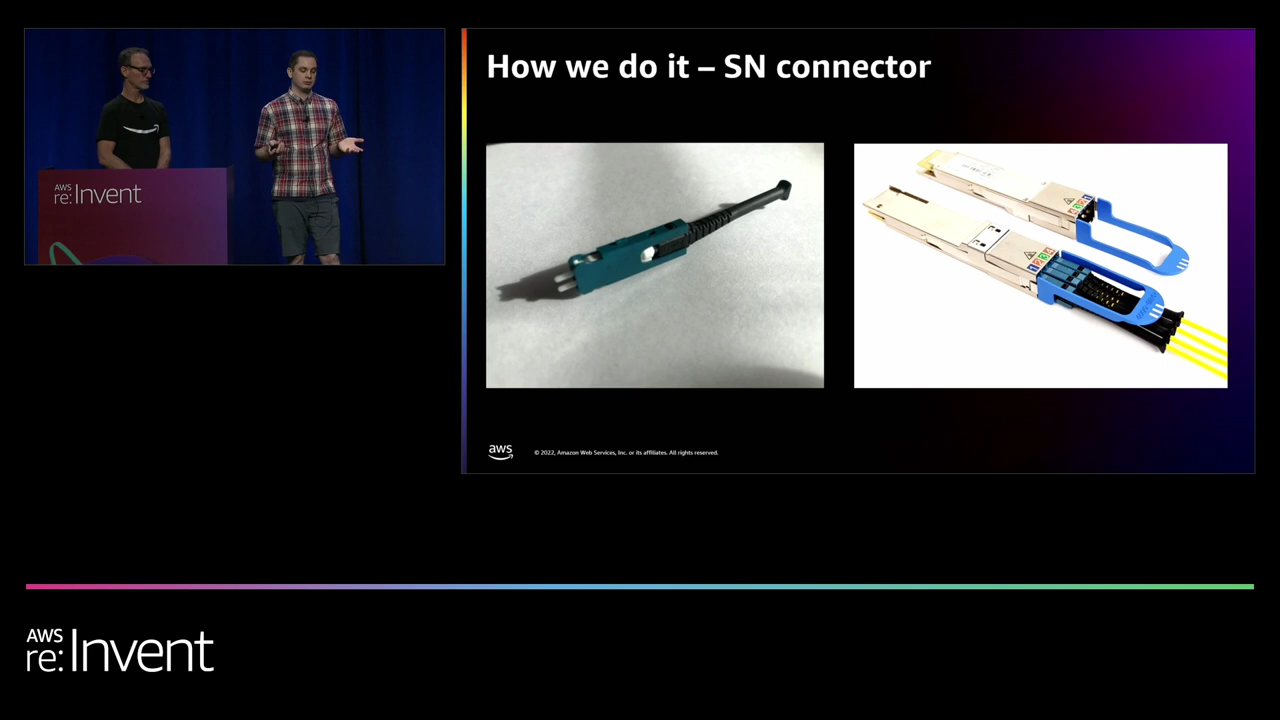 AWS
re:Invent
How we do it – SN connector
aws
© 2022, Amazon Web Services, Inc. or its affiliates. All rights reserved.
AWS
re:Invent